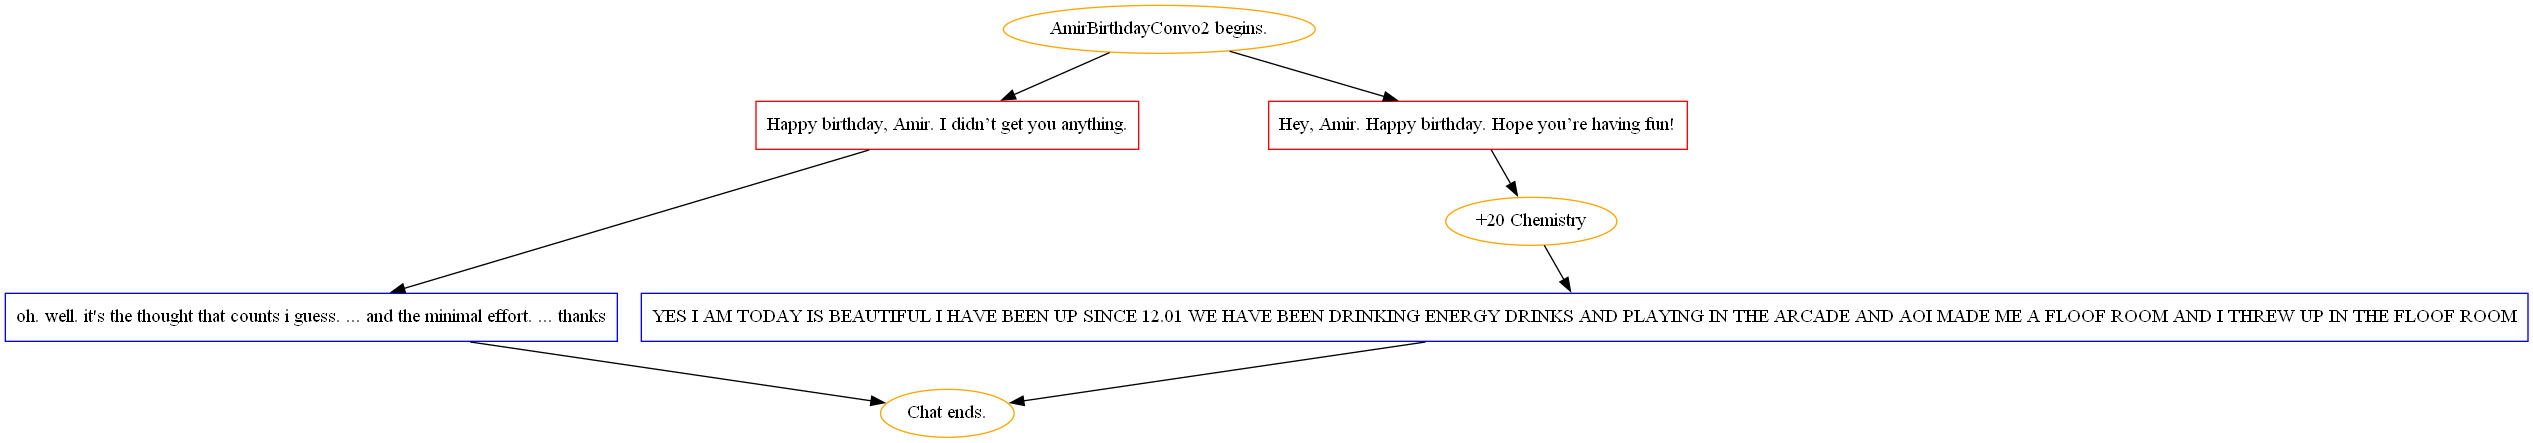 AmirBirthdayConvo2 begins.
Happy birthday, Amir. I didn’t get you anything.
Hey, Amir. Happy birthday. Hope you’re having fun!
+20 Chemistry
oh. well. it's the thought that counts i guess. ... and the minimal effort. ... thanks
YES I AM TODAY IS BEAUTIFUL I HAVE BEEN UP SINCE 12.01 WE HAVE BEEN DRINKING ENERGY DRINKS AND PLAYING IN THE ARCADE AND AOI MADE ME A FLOOF ROOM AND I THREW UP IN THE FLOOF ROOM
Chat ends.